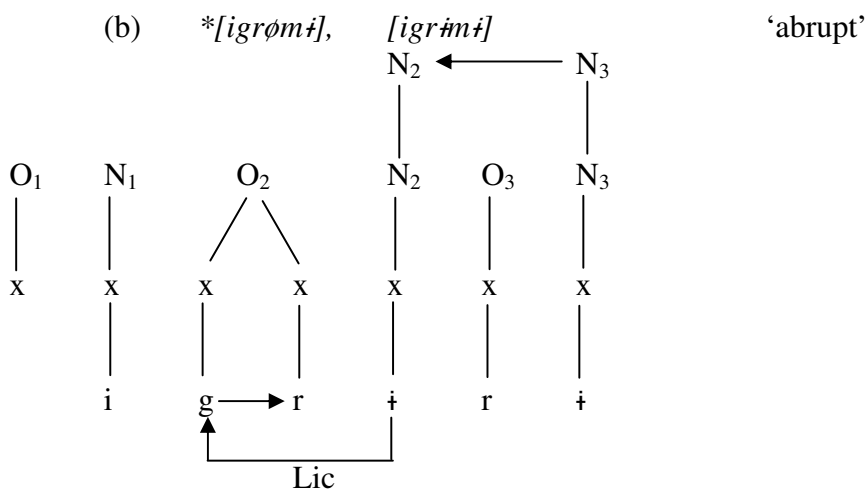 (b) *[igrømɨ], [igrɨmɨ] ‘abrupt’
N₂ N₃
O₁ N₁ O₂ N₂ O₃ N₃
x x x x x x x
i g r ɨ r ɨ
Lic